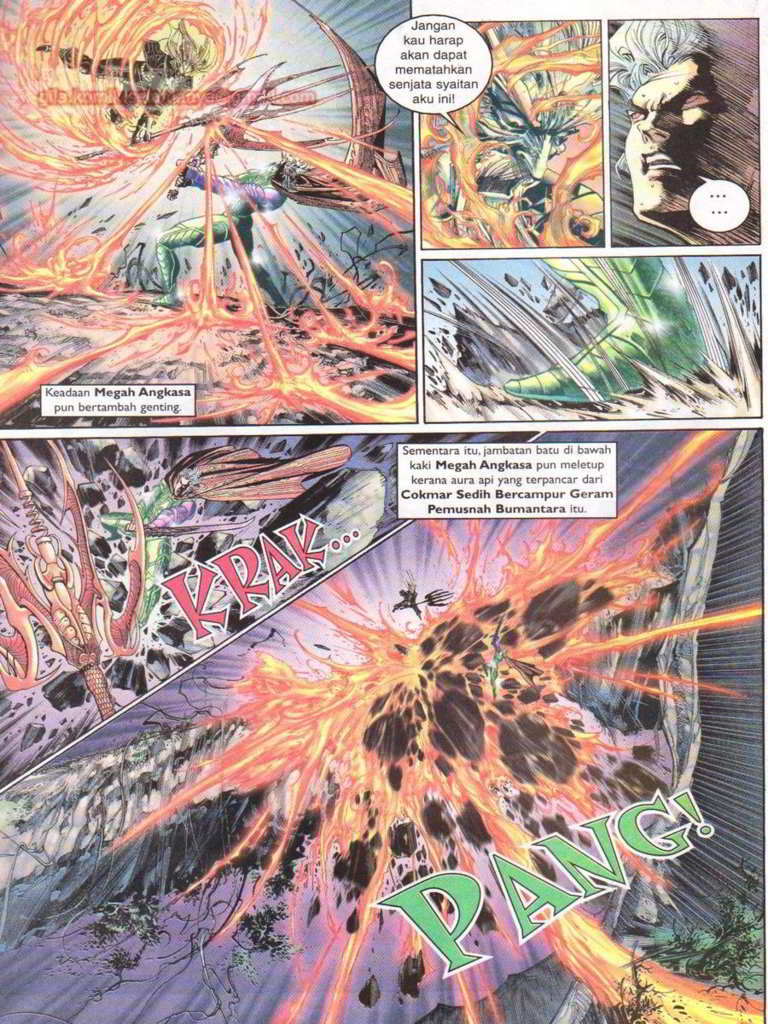 Jangan
kau harap
akan dapat
mematahkan
senjata syaitan
aku ini!
...
...
Keadaan Megah Angkasa
pun bertambah genting.
Sementara itu, jambatan batu di bawah
kaki Megah Angkasa pun meletup
kerana aura api yang terpancar dari
Cokmar Sedih Bercampur Geram
Pemusnah Bumantara itu.
KRAK...
PANG!